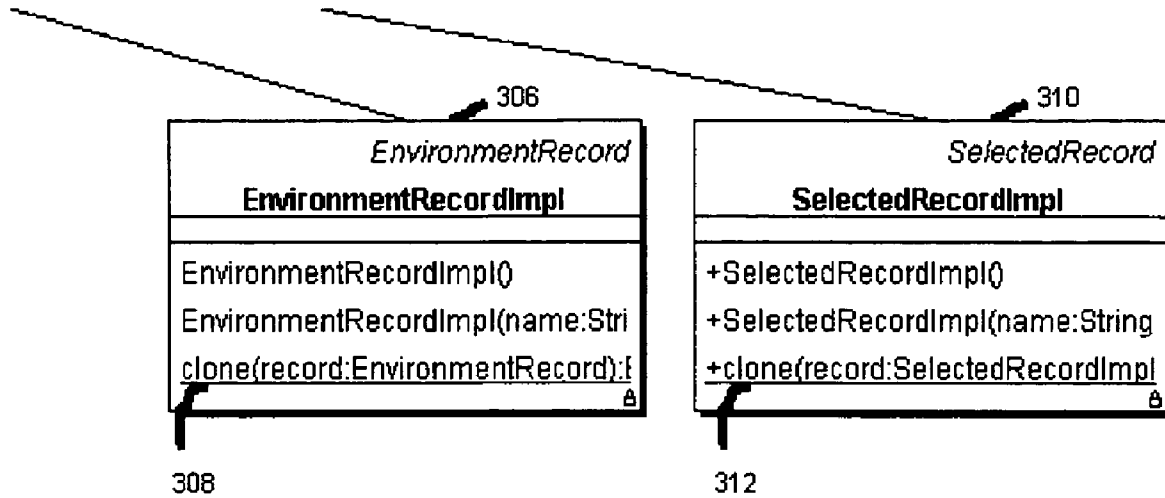 306
310
EnvironmentRecord
EnvironmentRecordImpl
EnvironmentRecordImpl()
EnvironmentRecordImpl(name:Stri
clone(record:EnvironmentRecord):E
308
SelectedRecord
SelectedRecordImpl
+SelectedRecordImpl()
+SelectedRecordImpl(name:String
+clone(record:SelectedRecordImpl
312